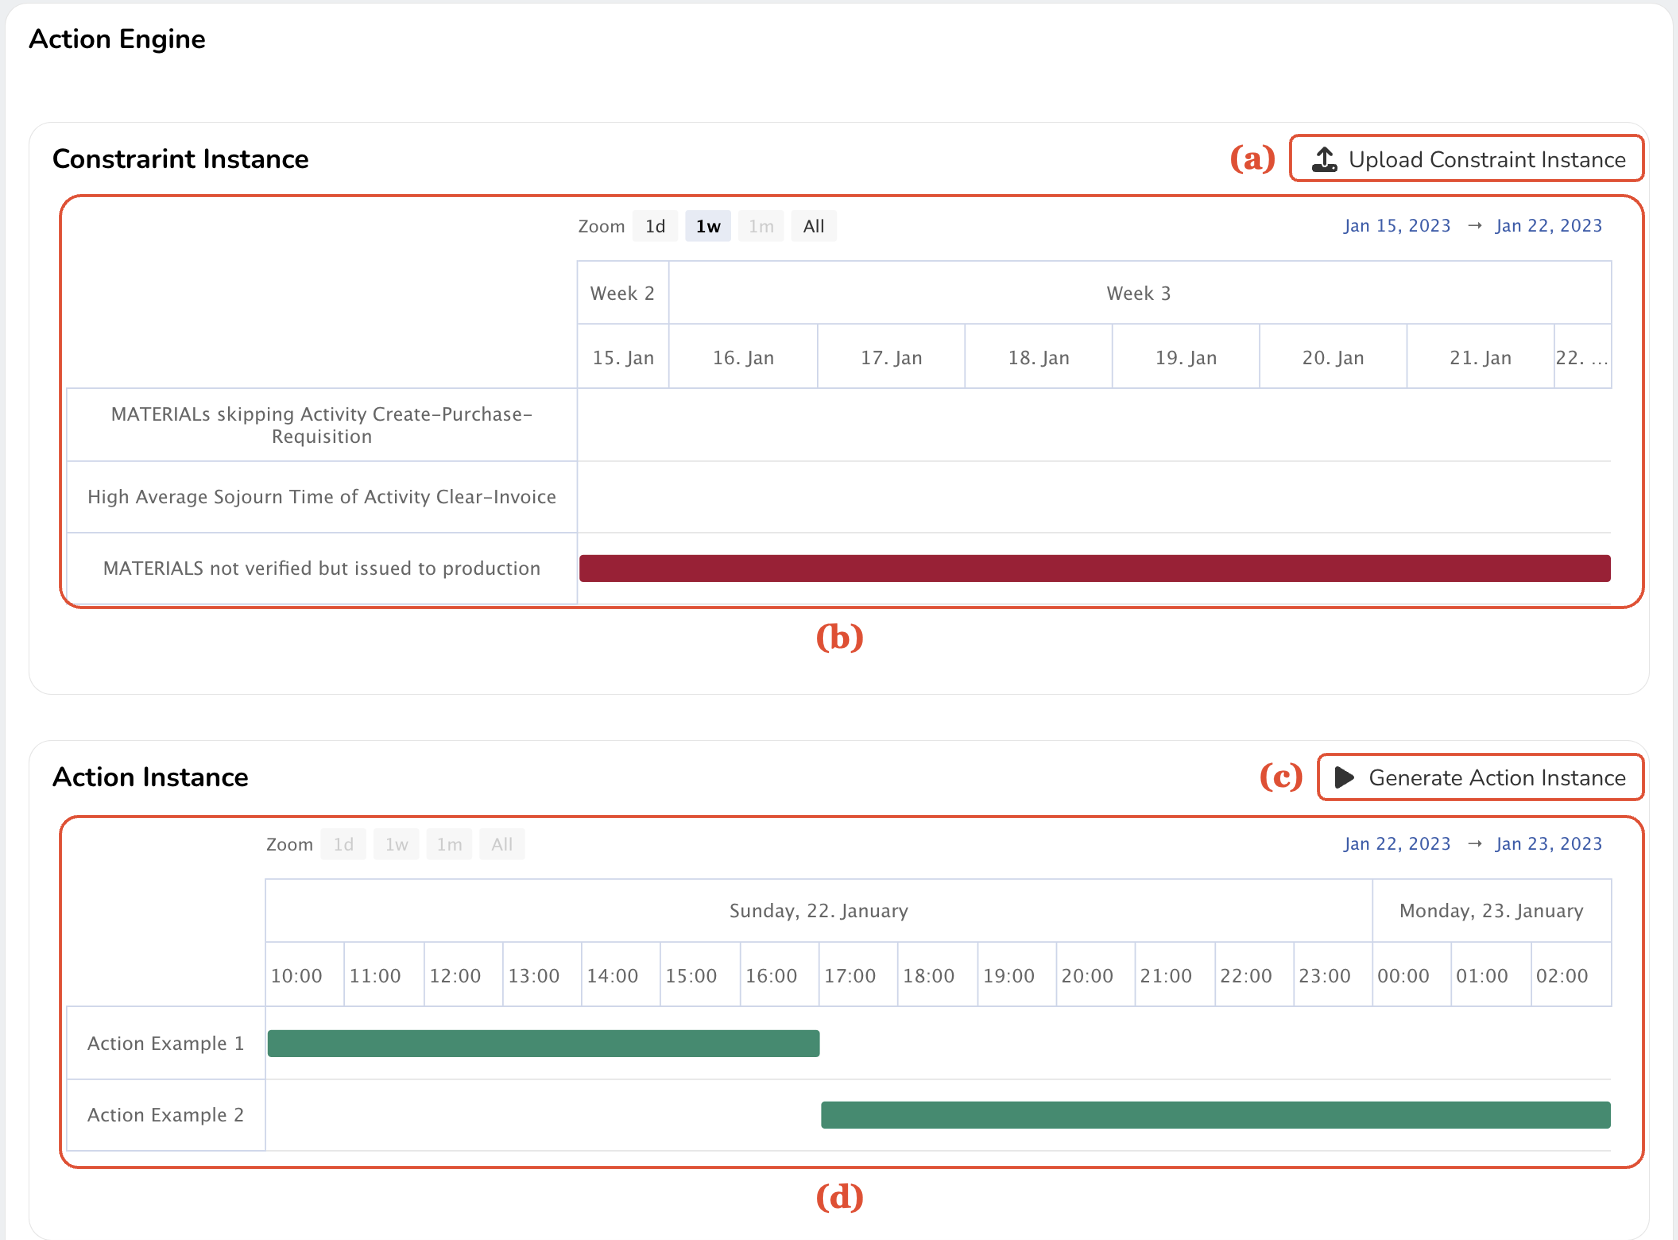 Action Engine
Constrarint Instance
(a) Upload Constraint Instance
Zoom 1d 1w 1m All Jan 15, 2023 → Jan 22, 2023
Week 2 Week 3
15. Jan 16. Jan 17. Jan 18. Jan 19. Jan 20. Jan 21. Jan 22. ...
MATERIALs skipping Activity Create-Purchase-
Requisition
High Average Sojourn Time of Activity Clear-Invoice
MATERIALS not verified but issued to production
(b)
Action Instance
(c) Generate Action Instance
Zoom 1d 1w 1m All Jan 22, 2023 → Jan 23, 2023
Sunday, 22. January Monday, 23. January
10:00 11:00 12:00 13:00 14:00 15:00 16:00 17:00 18:00 19:00 20:00 21:00 22:00 23:00 00:00 01:00 02:00
Action Example 1
Action Example 2
(d)